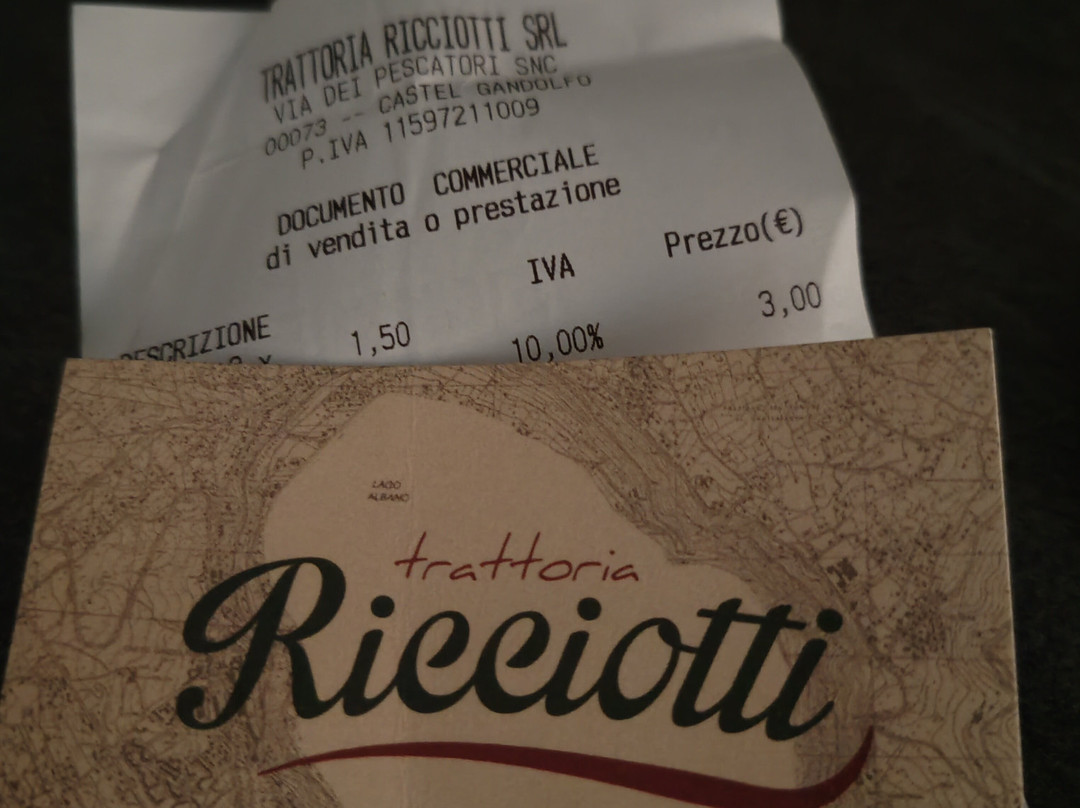 TRATTORIA RICCIOTTI SRL
VIA DEI PESCATORI SNC
00073 -- CASTEL GANDOLFO
P.IVA 11597211009
DOCUMENTO COMMERCIALE
di vendita o prestazione
DESCRIZIONE IVA Prezzo(€)
1,50 10,00% 3,00
LAGO
ALBANO
trattoria
Ricciotti